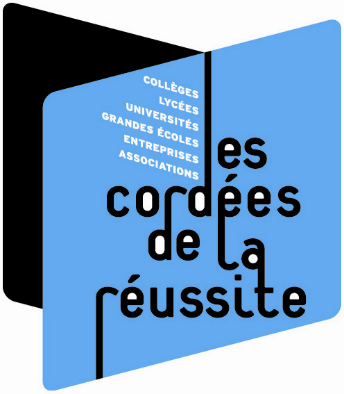 COLLÈGES
LYCÉES
UNIVERSITÉS
GRANDES ÉCOLES
ENTREPRISES
ASSOCIATIONS
les
cordées
de la
réussite